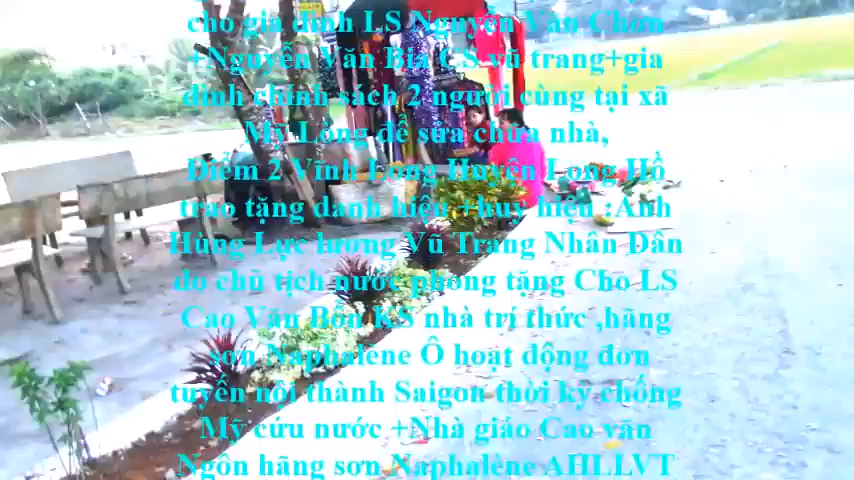 cho gia đình LS Nguyễn Văn Chơn
+Nguyễn Văn Bia CS vũ trang+gia
đình chính sách 2 người cùng tại xã
Mỹ Lòng để sửa chữa nhà,
Điểm 2 Vĩnh Long Huyện Long Hồ
trao tặng danh hiệu +huy hiệu :Anh
Hùng Lực lương Vũ Trang Nhân Dân
do chủ tịch nước phong tặng Cho LS
Cao Văn Bổn KS nhà trí thức ,hãng
sơn Naphalène Ô hoạt động đơn
tuyến nội thành Saigon thời kỳ chống
Mỹ cứu nước +Nhà giáo Cao văn
Ngôn hãng sơn Naphalène AHLLVT